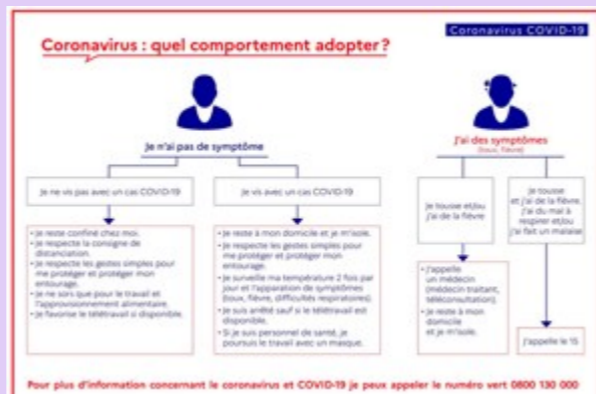 Coronavirus COVID-19
Coronavirus : quel comportement adopter ?
Je n'ai pas de symptôme
Je ne vis pas avec un cas COVID-19
• Je reste confiné chez moi.
• Je respecte la consigne de
distanciation.
• Je respecte les gestes simples pour
me protéger et protéger mon
entourage.
• Je ne sors que pour le travail et
l'approvisionnement alimentaire.
• Je favorise le télétravail si disponible.
Je vis avec un cas COVID-19
• Je reste à mon domicile et je m'isole.
• Je respecte les gestes simples pour
me protéger et protéger mon
entourage.
• Je surveille ma température 2 fois par
jour et l'apparation de symptômes
(toux, fièvre, difficultés respiratoires).
• Je suis arrêté sauf si le télétravail est
disponible.
• Si je suis personnel de santé, je
poursuis le travail avec un masque.
J'ai des symptômes
(toux, fièvre)
Je tousse et/ou
j'ai de la fièvre
• J'appelle
un médecin
(médecin traitant,
téléconsultation).
• Je reste à mon
domicile
et je m'isole.
Je tousse
et j'ai de la fièvre.
J'ai du mal à
respirer et/ou
j'ai fait un malaise
J'appelle le 15
Pour plus d'information concernant le coronavirus et COVID-19 je peux appeler le numéro vert 0800 130 000